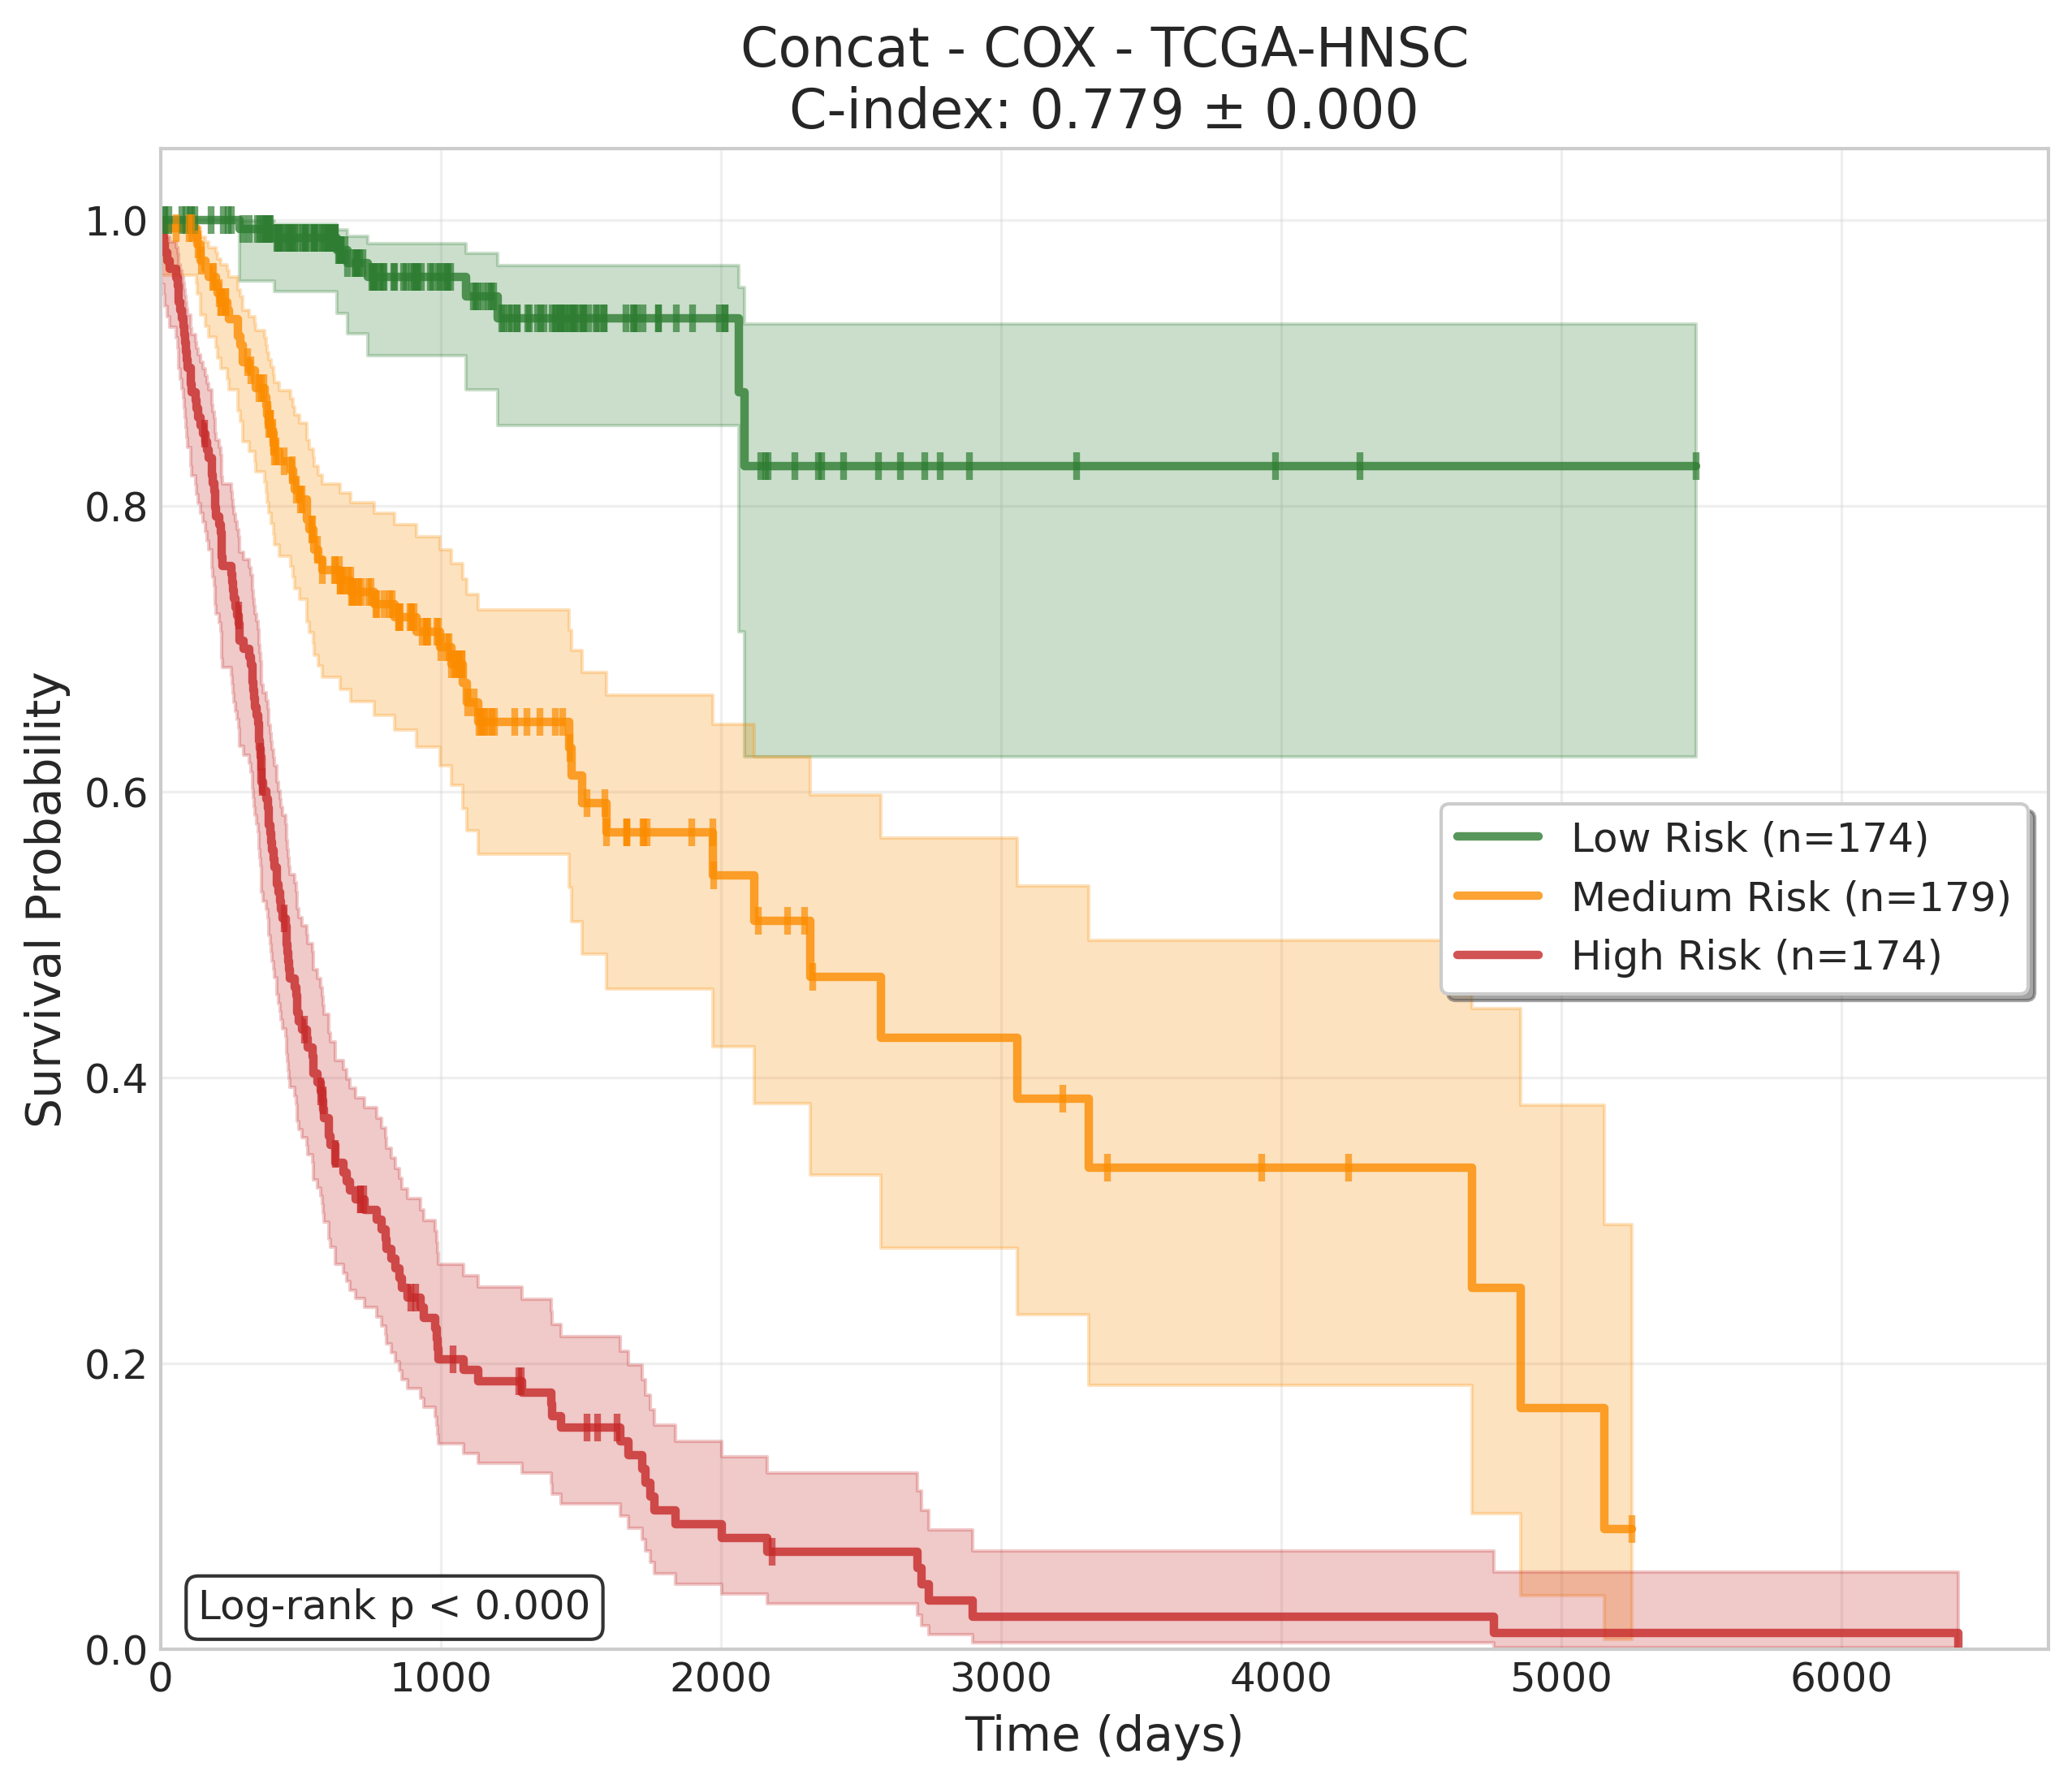 Concat - COX - TCGA-HNSC
C-index: 0.779 ± 0.000
Survival Probability
1.0
0.8
0.6
0.4
0.2
0.0
Low Risk (n=174)
Medium Risk (n=179)
High Risk (n=174)
Log-rank p < 0.000
0 1000 2000 3000 4000 5000 6000
Time (days)